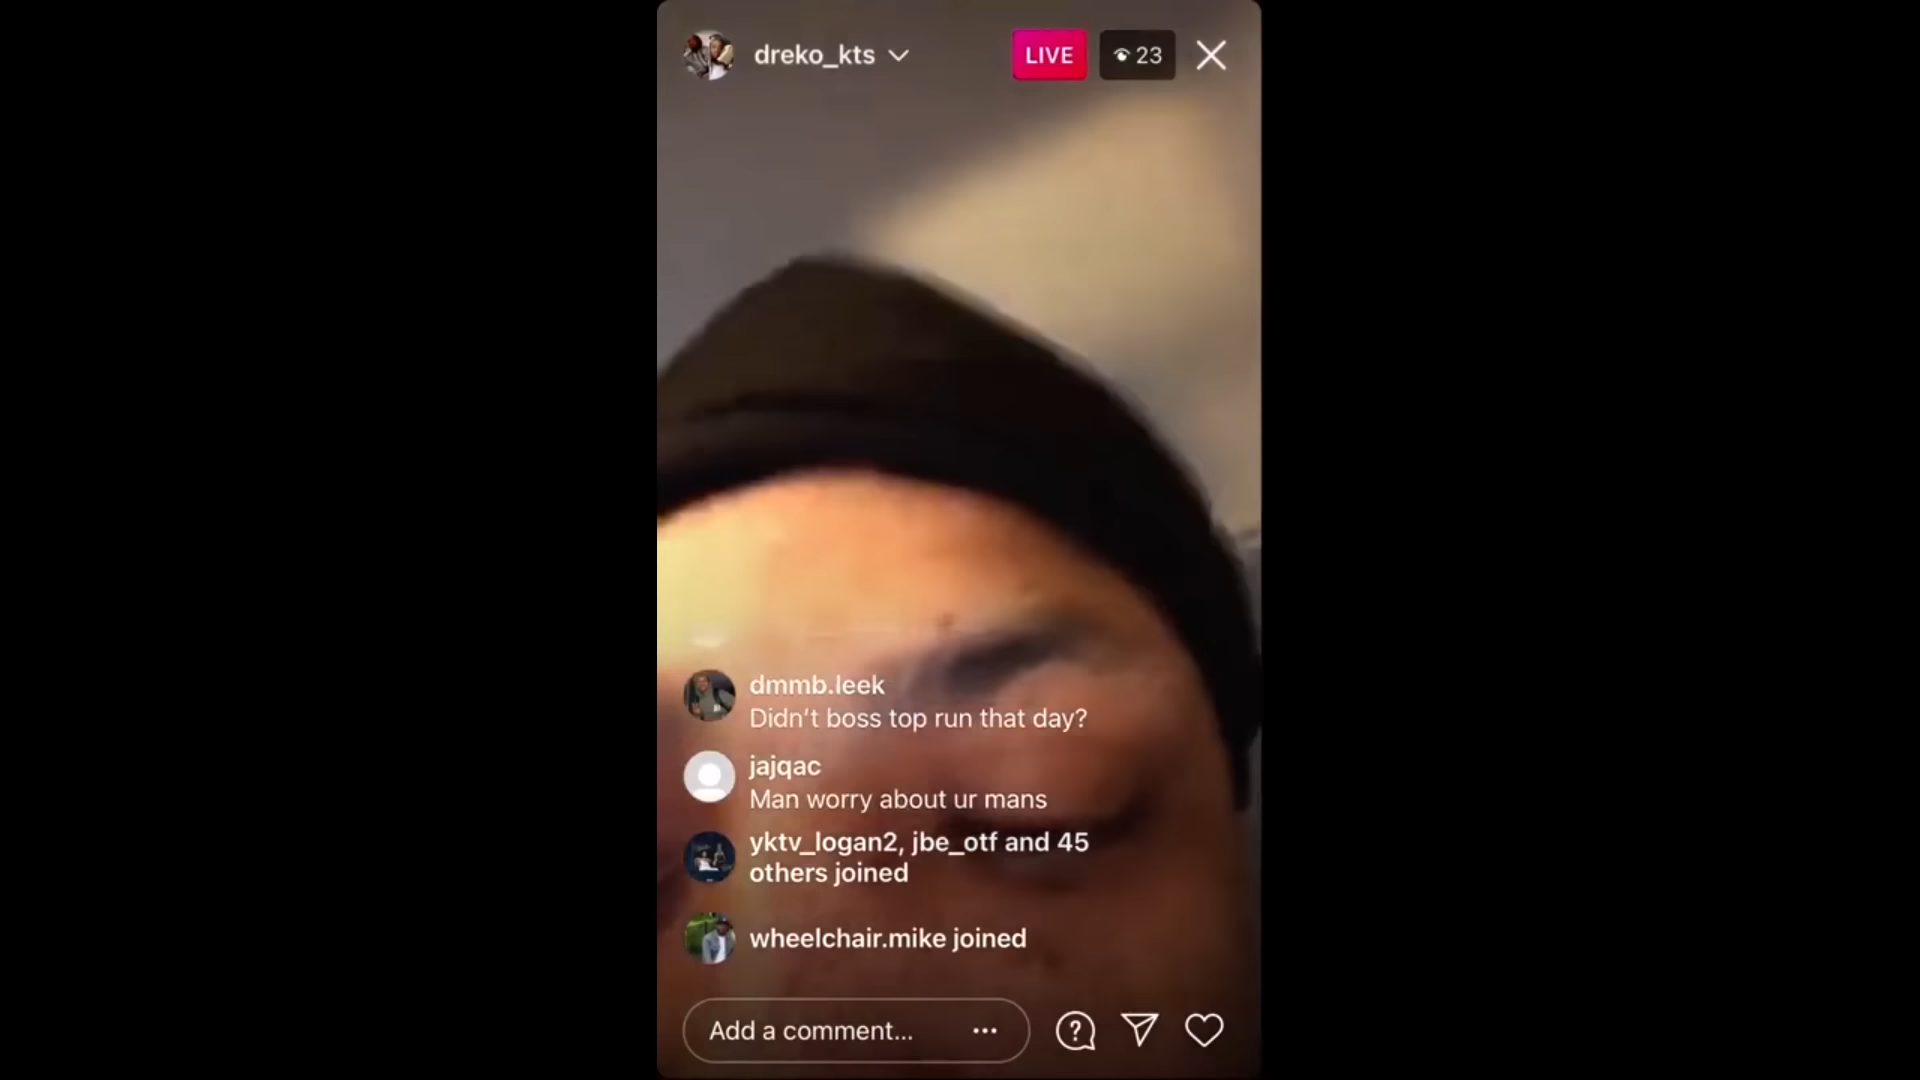 dreko_kts
LIVE
23
dmmb.leek
Didn't boss top run that day?
jajqac
Man worry about ur mans
yktv_logan2, jbe_otf and 45
others joined
wheelchair.mike joined
Add a comment...